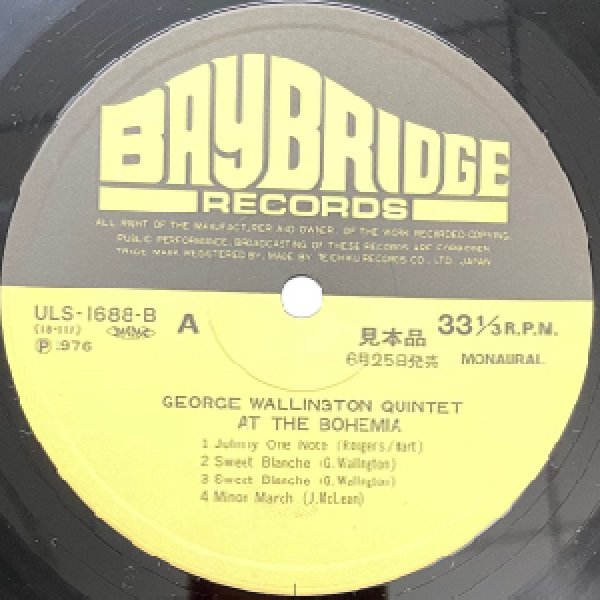 BAYBRIDGE
RECORDS
ALL RIGHT OF THE MANUFACTURER AND OWNER, OF THE WORK RECORDED COPYING,
PUBLIC PERFORMANCE, BROADCASTING OF THESE RECORDS ARE FORBIDDEN.
TRADE MARK REGISTERED BY, MADE BY TEICHIKU RECORDS CO., LTD. JAPAN
ULS-1688-B A 見本品 33 1/3 R.P.M.
6月25日発売 MONAURAL
Ⓟ 1976
GEORGE WALLINGTON QUINTET
AT THE BOHEMIA
1 Johnny One Note (Rodgers/Hart)
2 Sweet Blanche (G. Wallington)
3 Sweet Blanche (G. Wallington)
4 Minor March (J. McLean)